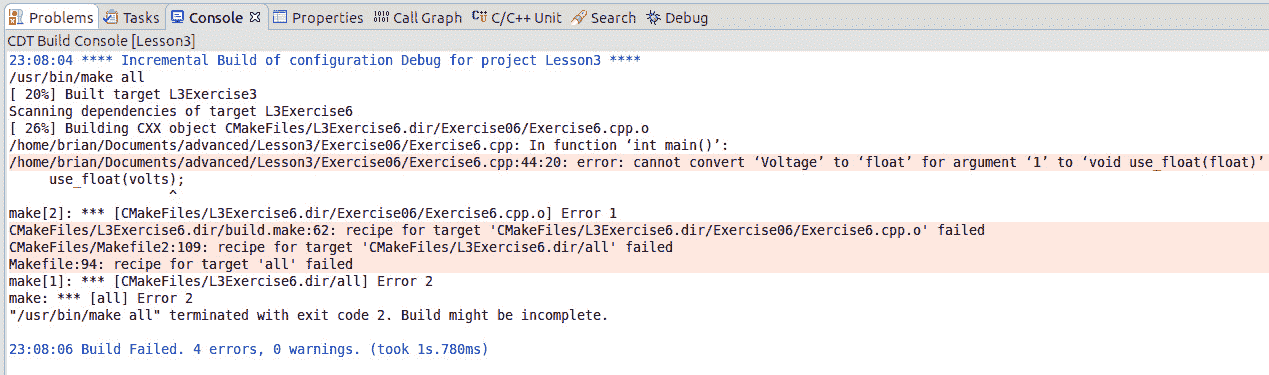 Problems Tasks Console Properties Call Graph C/C++ Unit Search Debug
CDT Build Console [Lesson3]
23:08:04 **** Incremental Build of configuration Debug for project Lesson3 ****
/usr/bin/make all
[ 20%] Built target L3Exercise3
Scanning dependencies of target L3Exercise6
[ 26%] Building CXX object CMakeFiles/L3Exercise6.dir/Exercise06/Exercise6.cpp.o
/home/brian/Documents/advanced/Lesson3/Exercise06/Exercise6.cpp: In function ‘int main()’:
/home/brian/Documents/advanced/Lesson3/Exercise06/Exercise6.cpp:44:20: error: cannot convert ‘Voltage’ to ‘float’ for argument ‘1’ to ‘void use_float(float)’
use_float(volts);
^
make[2]: *** [CMakeFiles/L3Exercise6.dir/Exercise06/Exercise6.cpp.o] Error 1
CMakeFiles/L3Exercise6.dir/build.make:62: recipe for target 'CMakeFiles/L3Exercise6.dir/Exercise06/Exercise6.cpp.o' failed
CMakeFiles/Makefile2:109: recipe for target 'CMakeFiles/L3Exercise6.dir/all' failed
Makefile:94: recipe for target 'all' failed
make[1]: *** [CMakeFiles/L3Exercise6.dir/all] Error 2
make: *** [all] Error 2
"/usr/bin/make all" terminated with exit code 2. Build might be incomplete.
23:08:06 Build Failed. 4 errors, 0 warnings. (took 1s.780ms)